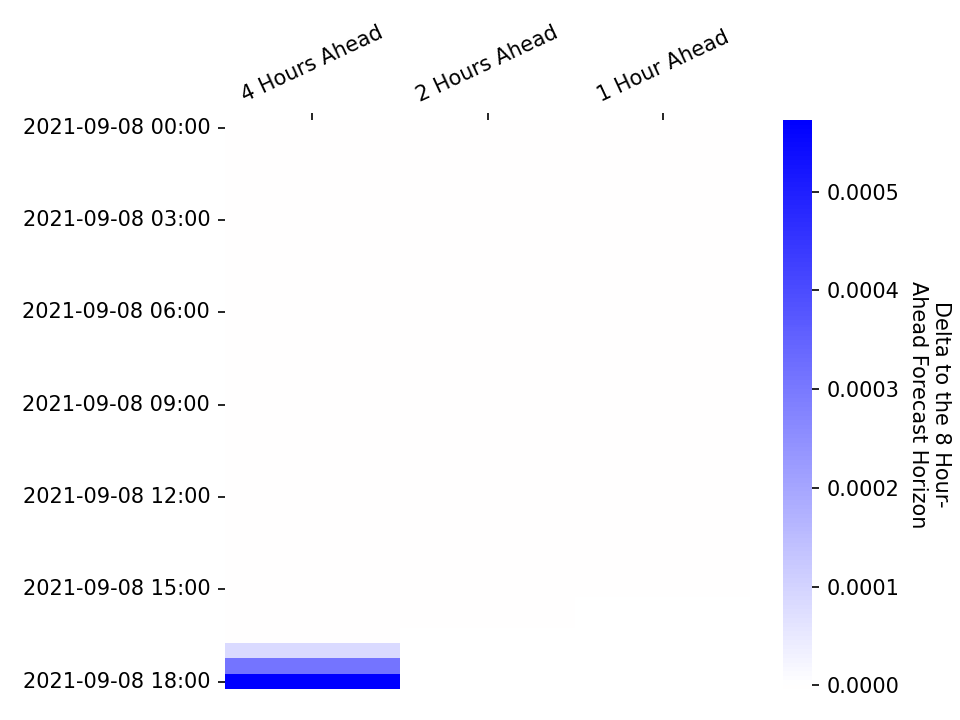 4 Hours Ahead
2 Hours Ahead
1 Hour Ahead
2021-09-08 00:00
2021-09-08 03:00
2021-09-08 06:00
2021-09-08 09:00
2021-09-08 12:00
2021-09-08 15:00
2021-09-08 18:00
0.0005
0.0004
0.0003
0.0002
0.0001
0.0000
Delta to the 8 Hour-
Ahead Forecast Horizon